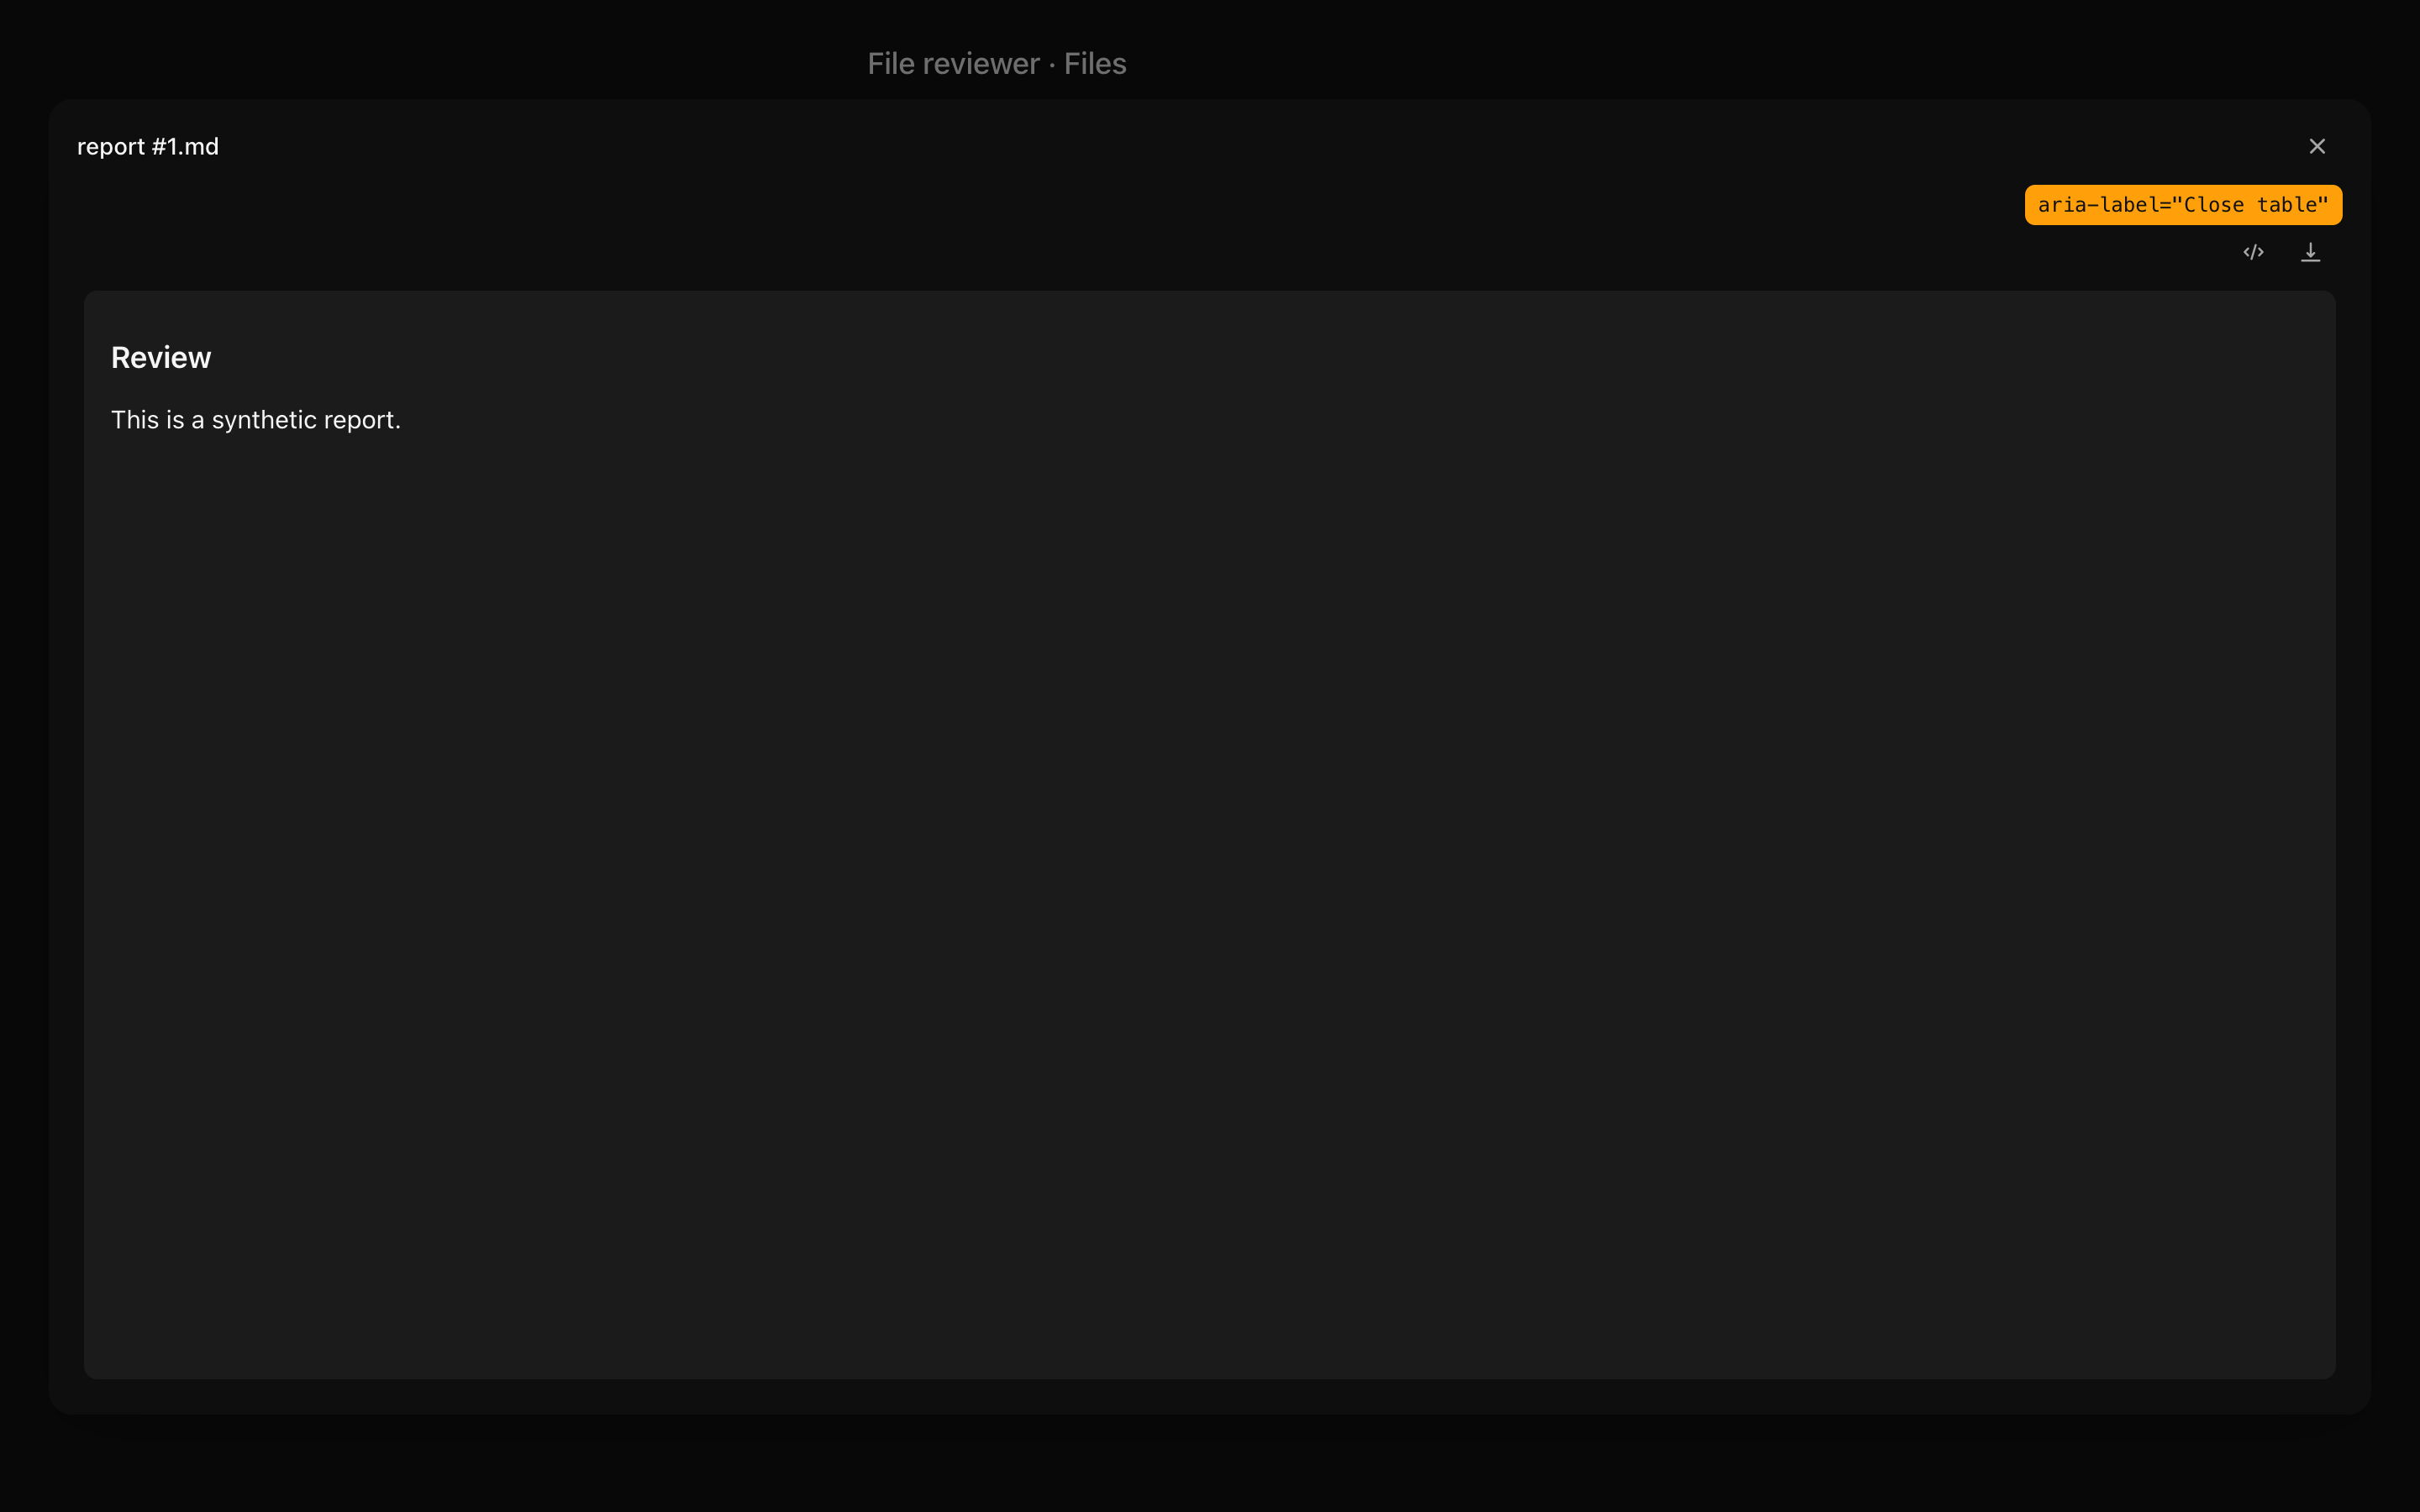 File reviewer · Files
report #1.md
aria-label="Close table"
Review
This is a synthetic report.